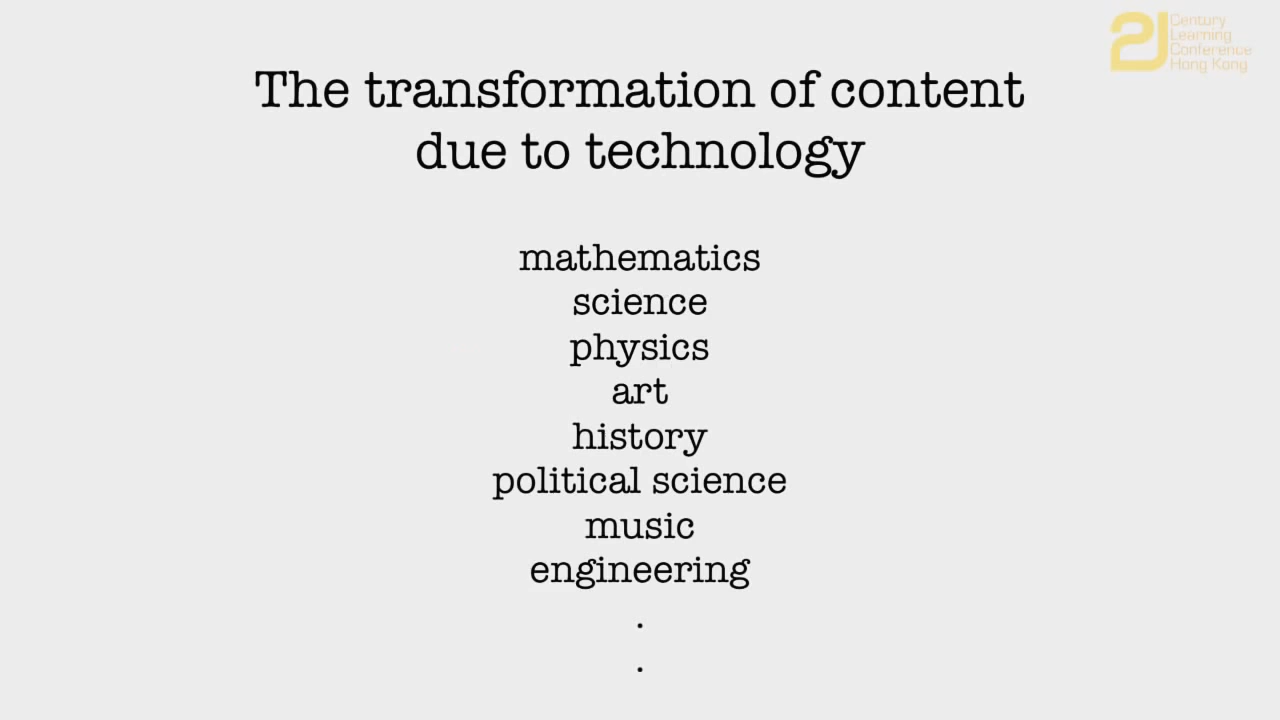 21
Century
Learning
Conference
Hong Kong
The transformation of content
due to technology
mathematics
science
physics
art
history
political science
music
engineering
.
.